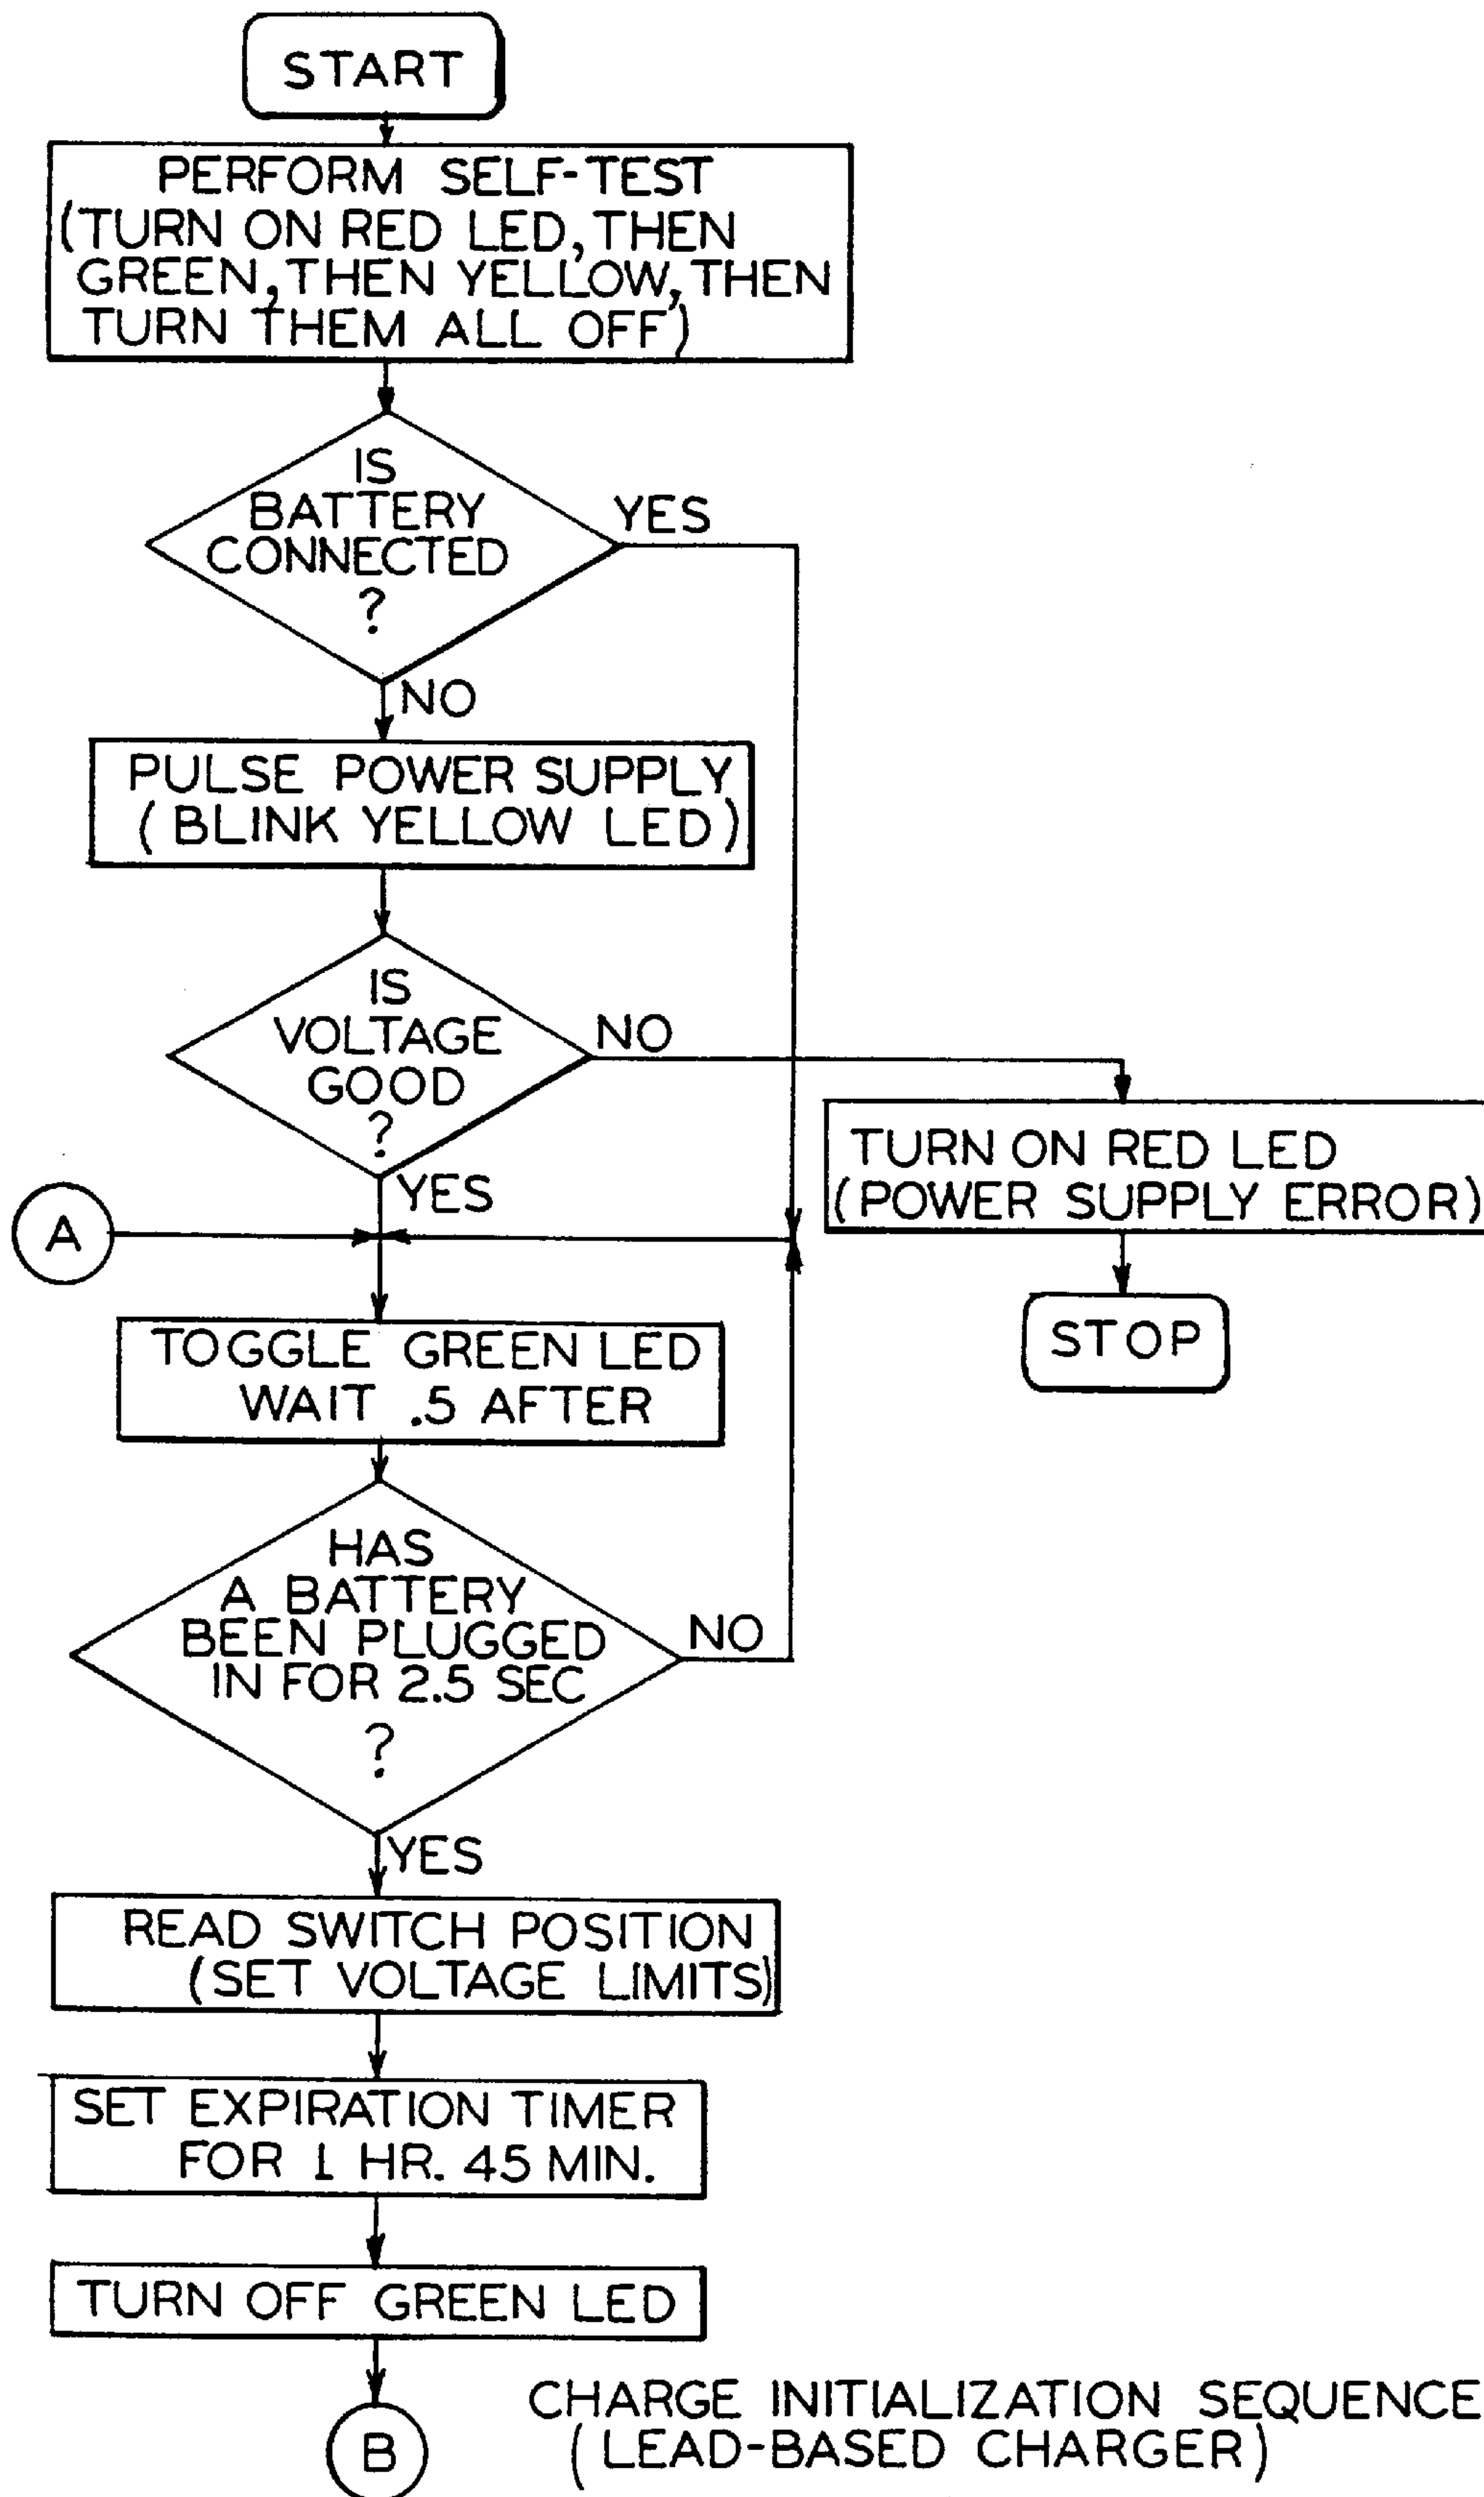 START
PERFORM SELF-TEST
(TURN ON RED LED, THEN
GREEN, THEN YELLOW, THEN
TURN THEM ALL OFF)
IS
BATTERY
CONNECTED
?
YES
NO
PULSE POWER SUPPLY
(BLINK YELLOW LED)
IS
VOLTAGE
GOOD
?
NO
YES
TURN ON RED LED
(POWER SUPPLY ERROR)
A
STOP
TOGGLE GREEN LED
WAIT .5 AFTER
HAS
A BATTERY
BEEN PLUGGED
IN FOR 2.5 SEC
?
NO
YES
READ SWITCH POSITION
(SET VOLTAGE LIMITS)
SET EXPIRATION TIMER
FOR 1 HR. 45 MIN.
TURN OFF GREEN LED
B
CHARGE INITIALIZATION SEQUENCE
(LEAD-BASED CHARGER)